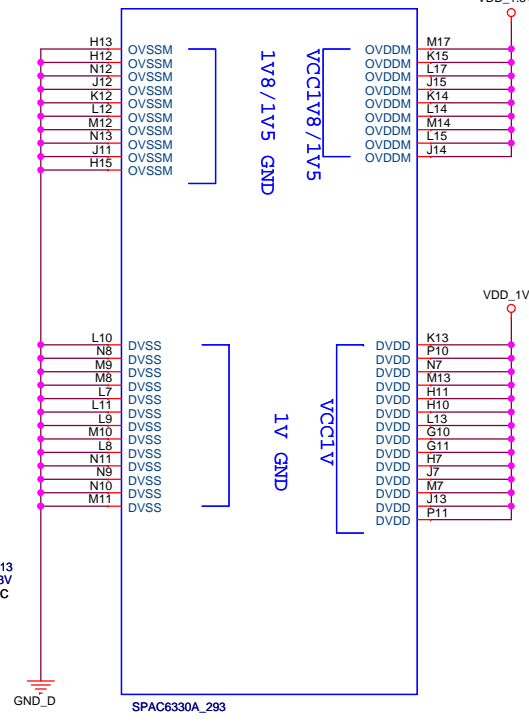 VDD_1.8
H13 OVSSM OVDDM M17
H12 OVSSM OVDDM K15
N12 OVSSM OVDDM L17
J12 OVSSM OVDDM J15
K12 OVSSM OVDDM K14
L12 OVSSM OVDDM L14
M12 OVSSM OVDDM M14
N13 OVSSM OVDDM L15
J11 OVSSM OVDDM J14
H15 OVSSM
1V8/1V5 GND
VCC1V8/1V5
VDD_1V
L10 DVSS DVDD K13
N8 DVSS DVDD P10
M9 DVSS DVDD N7
M8 DVSS DVDD M13
L7 DVSS DVDD H11
L11 DVSS DVDD H10
L9 DVSS DVDD L13
M10 DVSS DVDD G10
L8 DVSS DVDD G11
N11 DVSS DVDD H7
N9 DVSS DVDD J7
N10 DVSS DVDD M7
M11 DVSS DVDD J13
DVDD P11
1V GND
VCC1V
13
8V
C
GND_D
SPAC6330A_293